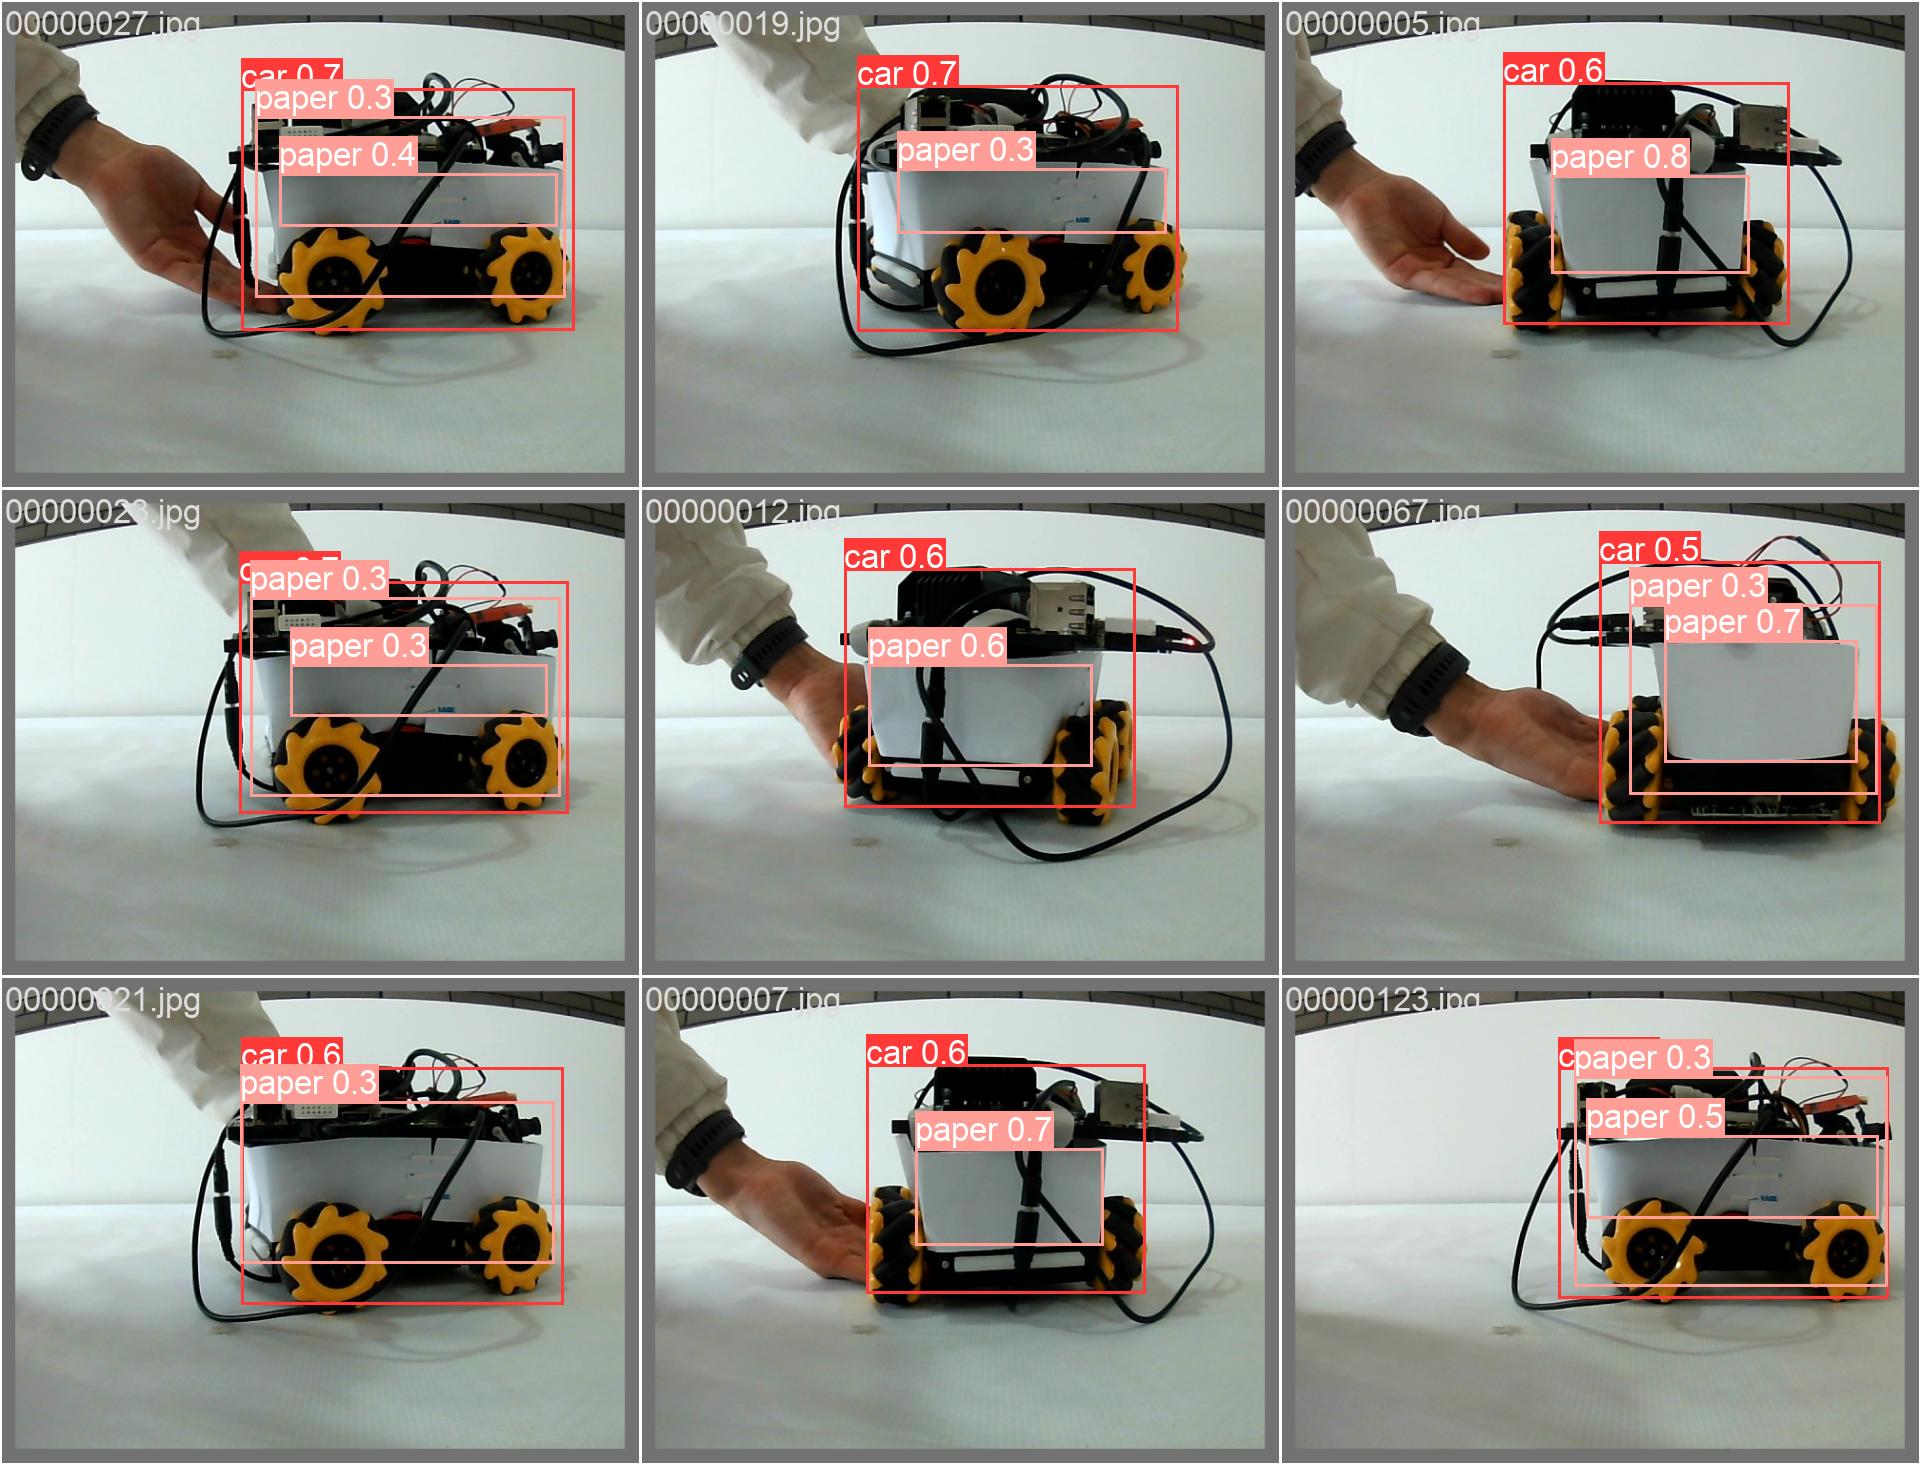 00000027.jpg
car 0.7
paper 0.3
paper 0.4
00000019.jpg
car 0.7
paper 0.3
00000005.jpg
car 0.6
paper 0.8
00000023.jpg
paper 0.3
paper 0.3
00000012.jpg
car 0.6
paper 0.6
00000067.jpg
car 0.5
paper 0.3
paper 0.7
00000021.jpg
car 0.6
paper 0.3
00000007.jpg
car 0.6
paper 0.7
00000123.jpg
paper 0.3
paper 0.5